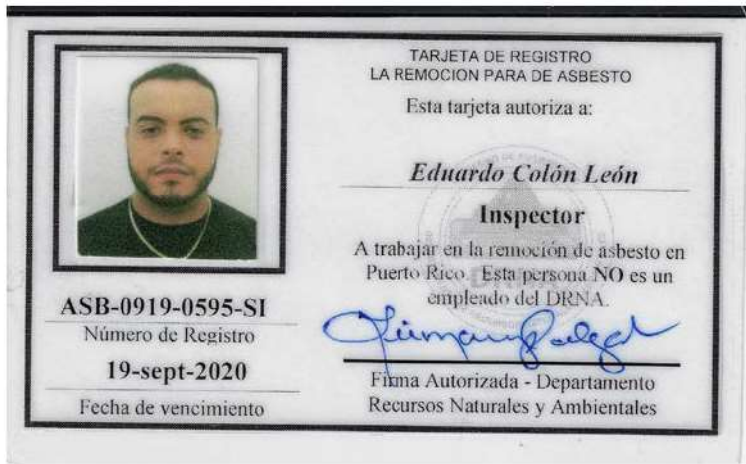 TARJETA DE REGISTRO
LA REMOCION PARA DE ASBESTO
Esta tarjeta autoriza a:
Eduardo Colón León
Inspector
A trabajar en la remoción de asbesto en
Puerto Rico. Esta persona NO es un
empleado del DRNA.
Firma Autorizada - Departamento
Recursos Naturales y Ambientales
ASB-0919-0595-SI
Número de Registro
19-sept-2020
Fecha de vencimiento